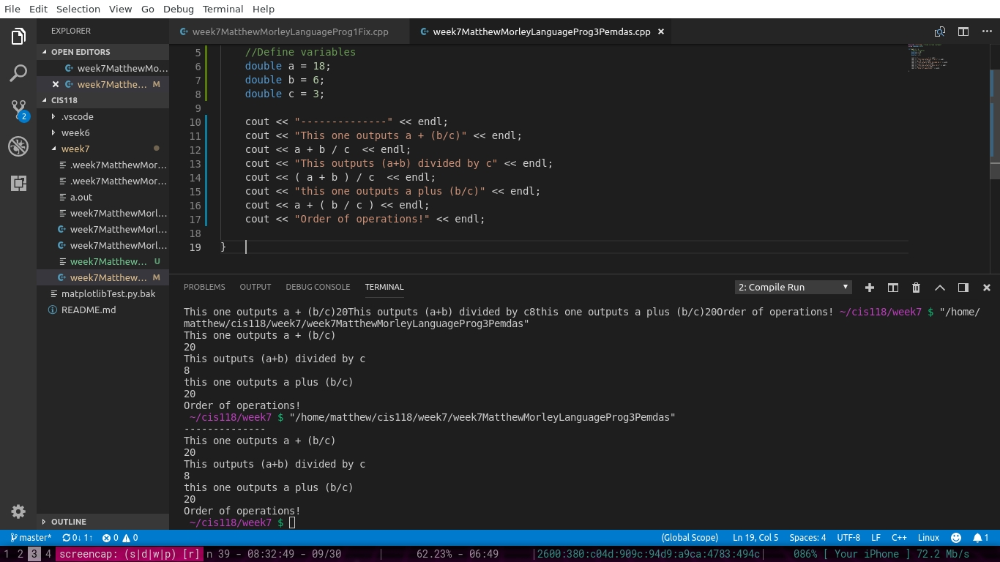 File Edit Selection View Go Debug Terminal Help
EXPLORER
OPEN EDITORS
week7MatthewMo...
week7Matthe... M
CIS118
.vscode
week6
week7
.week7MatthewMor...
.week7MatthewMor...
a.out
week7MatthewMorl...
week7MatthewMorl...
week7MatthewMorl...
week7Matthew... U
week7Matthew... M
matplotlibTest.py.bak
README.md
OUTLINE
2
week7MatthewMorleyLanguageProg1Fix.cpp
week7MatthewMorleyLanguageProg3Pemdas.cpp
5 //Define variables
6 double a = 18;
7 double b = 6;
8 double c = 3;
9
10 cout << "--------------" << endl;
11 cout << "This one outputs a + (b/c)" << endl;
12 cout << a + b / c  << endl;
13 cout << "This outputs (a+b) divided by c" << endl;
14 cout << ( a + b ) / c  << endl;
15 cout << "this one outputs a plus (b/c)" << endl;
16 cout << a + ( b / c ) << endl;
17 cout << "Order of operations!" << endl;
18
19 }
PROBLEMS OUTPUT DEBUG CONSOLE TERMINAL 2: Compile Run
This one outputs a + (b/c)20This outputs (a+b) divided by c8this one outputs a plus (b/c)20Order of operations! ~/cis118/week7 $ "/home/
matthew/cis118/week7/week7MatthewMorleyLanguageProg3Pemdas"
This one outputs a + (b/c)
20
This outputs (a+b) divided by c
8
this one outputs a plus (b/c)
20
Order of operations!
~/cis118/week7 $ "/home/matthew/cis118/week7/week7MatthewMorleyLanguageProg3Pemdas"
--------------
This one outputs a + (b/c)
20
This outputs (a+b) divided by c
8
this one outputs a plus (b/c)
20
Order of operations!
~/cis118/week7 $
master* 0↓ 1↑ 0 0 (Global Scope) Ln 19, Col 5 Spaces: 4 UTF-8 LF C++ Linux 1
1 2 3 4 screencap: (s|d|w|p) [r] n 39 - 08:32:49 - 09/30 | 62.23% - 06:49 |2600:380:c04d:909c:94d9:a9ca:4783:494c| 086% [ Your iPhone ] 72.2 Mb/s